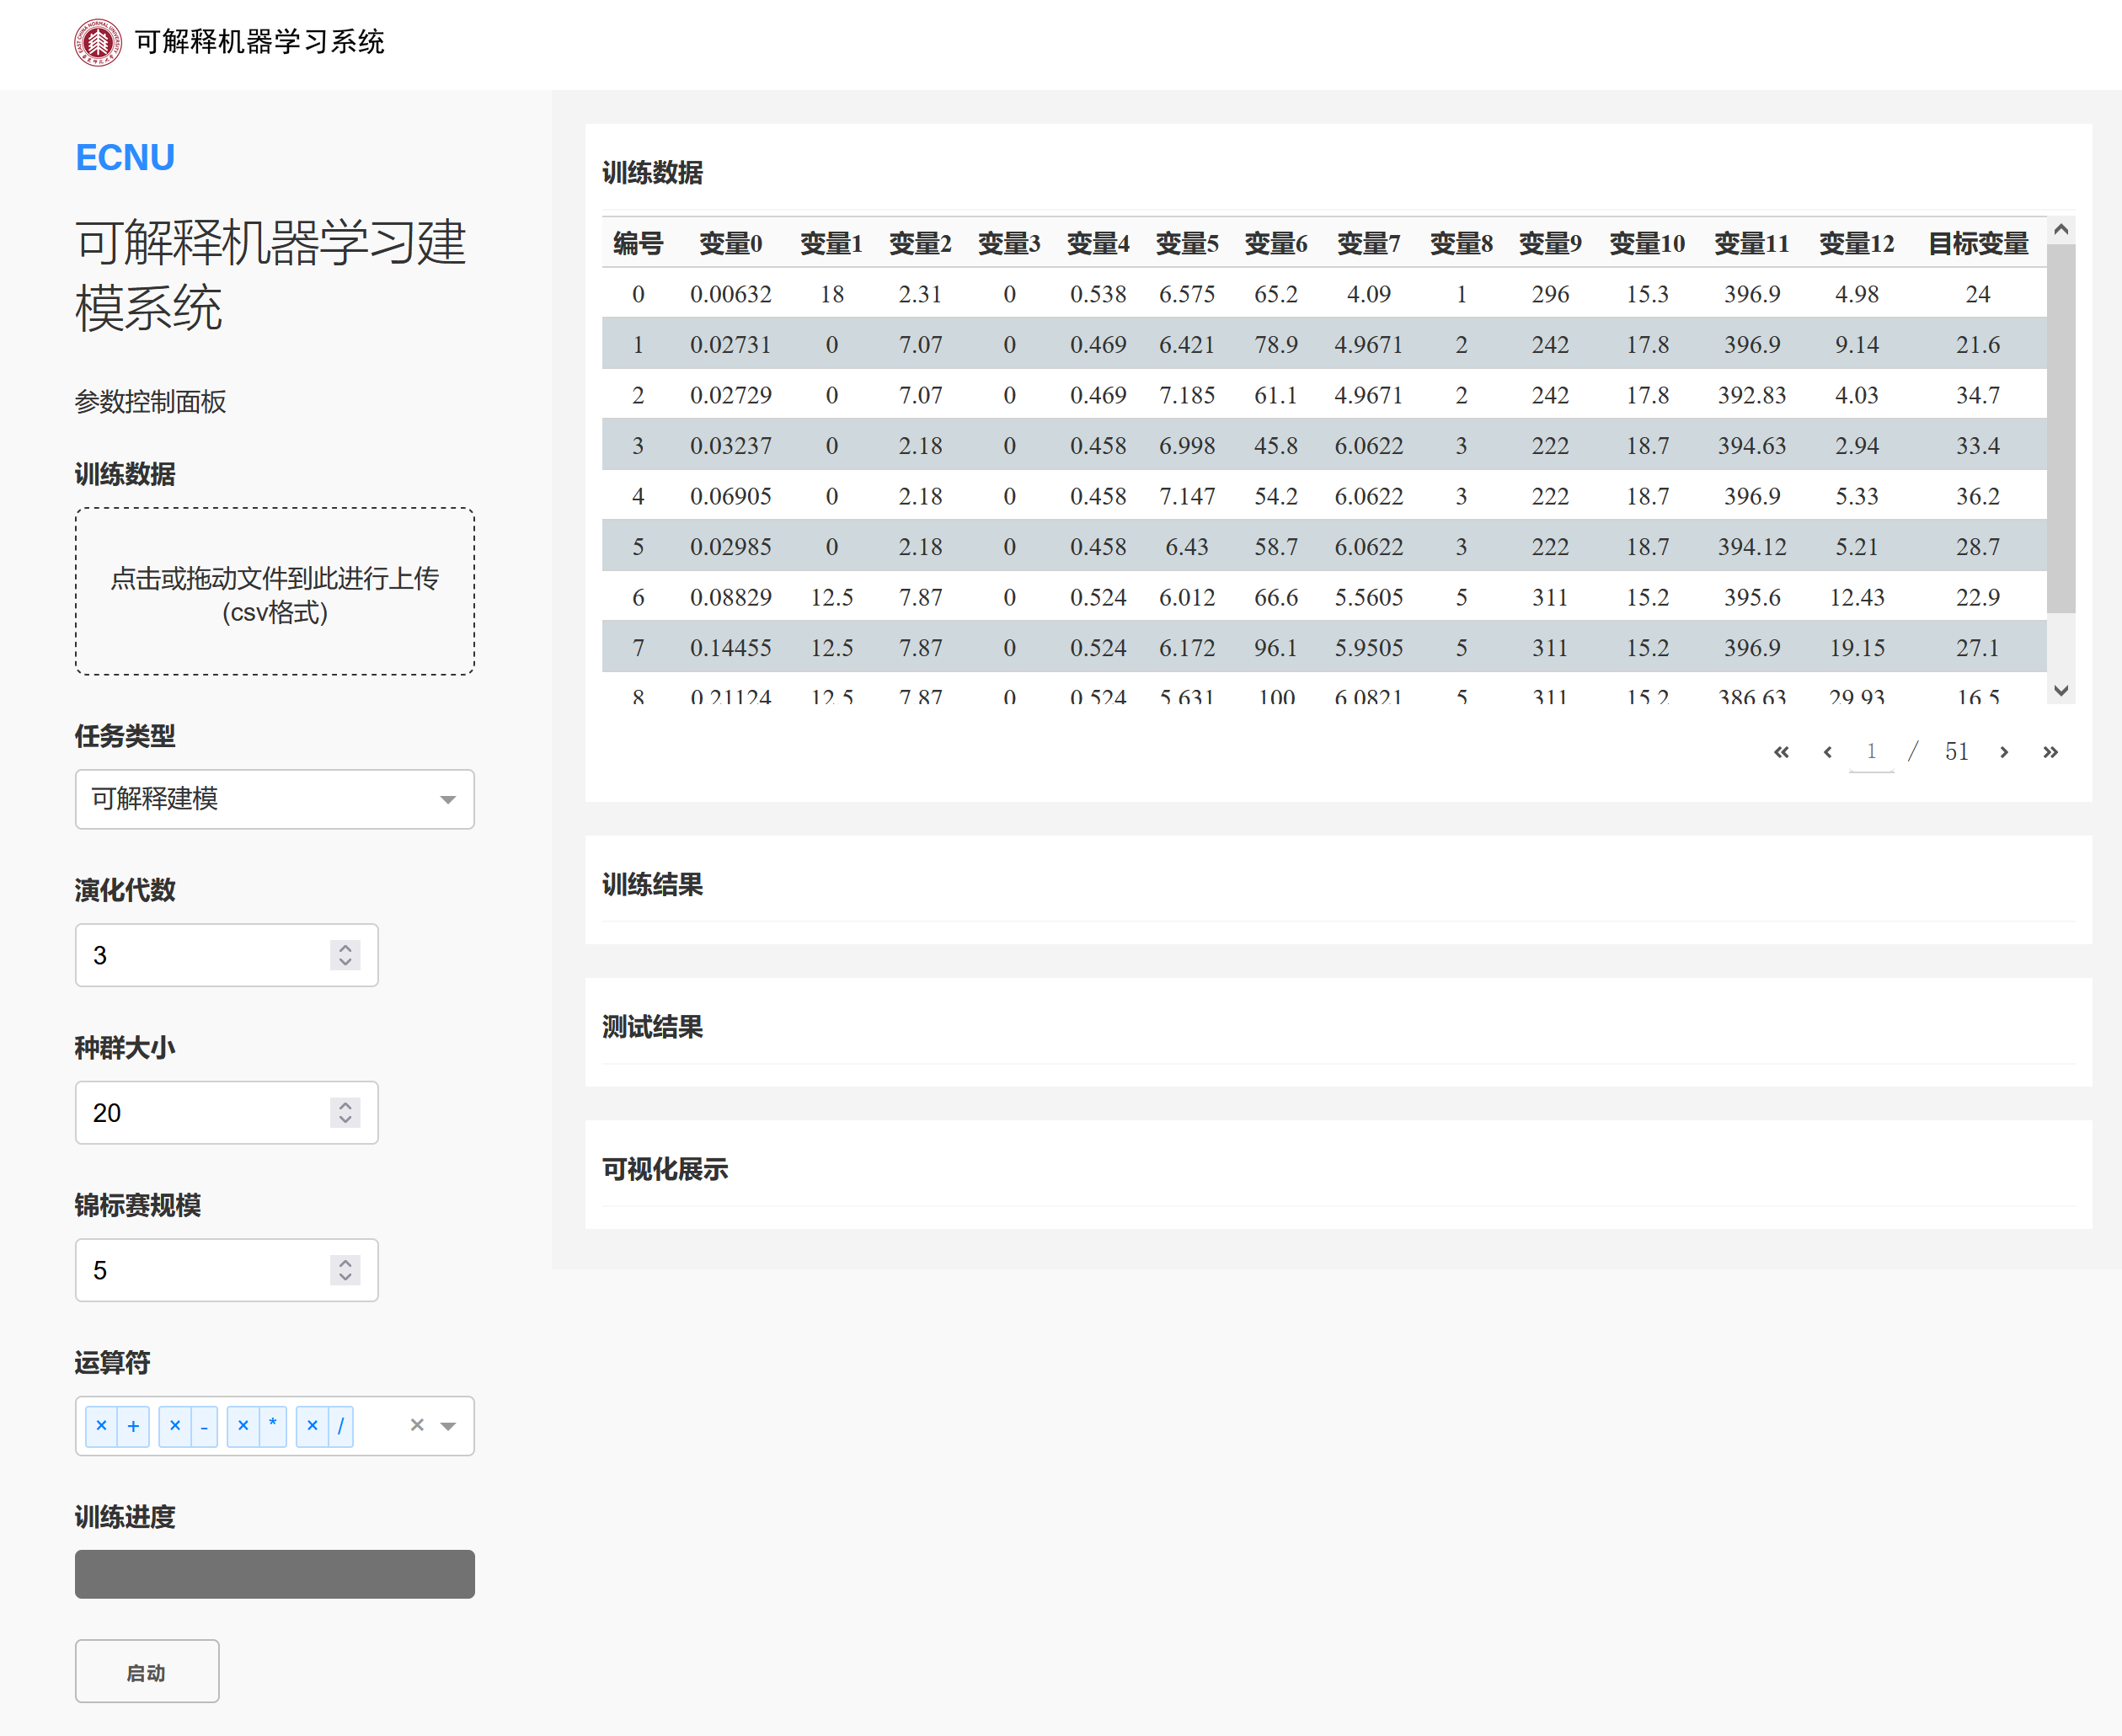 可解释机器学习系统
ECNU
可解释机器学习建
模系统
参数控制面板
训练数据
点击或拖动文件到此进行上传
(csv格式)
任务类型
可解释建模
演化代数
3
种群大小
20
锦标赛规模
5
运算符
× + × - × * × / ×
训练进度
启动
训练数据
编号 变量0 变量1 变量2 变量3 变量4 变量5 变量6 变量7 变量8 变量9 变量10 变量11 变量12 目标变量
0 0.00632 18 2.31 0 0.538 6.575 65.2 4.09 1 296 15.3 396.9 4.98 24
1 0.02731 0 7.07 0 0.469 6.421 78.9 4.9671 2 242 17.8 396.9 9.14 21.6
2 0.02729 0 7.07 0 0.469 7.185 61.1 4.9671 2 242 17.8 392.83 4.03 34.7
3 0.03237 0 2.18 0 0.458 6.998 45.8 6.0622 3 222 18.7 394.63 2.94 33.4
4 0.06905 0 2.18 0 0.458 7.147 54.2 6.0622 3 222 18.7 396.9 5.33 36.2
5 0.02985 0 2.18 0 0.458 6.43 58.7 6.0622 3 222 18.7 394.12 5.21 28.7
6 0.08829 12.5 7.87 0 0.524 6.012 66.6 5.5605 5 311 15.2 395.6 12.43 22.9
7 0.14455 12.5 7.87 0 0.524 6.172 96.1 5.9505 5 311 15.2 396.9 19.15 27.1
8 0.21124 12.5 7.87 0 0.524 5.631 100 6.0821 5 311 15.2 386.63 29.93 16.5
« ‹ 1 / 51 › »
训练结果
测试结果
可视化展示